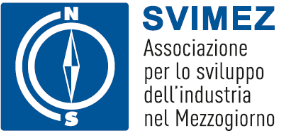 N
S
SVIMEZ
Associazione
per lo sviluppo
dell'industria
nel Mezzogiorno